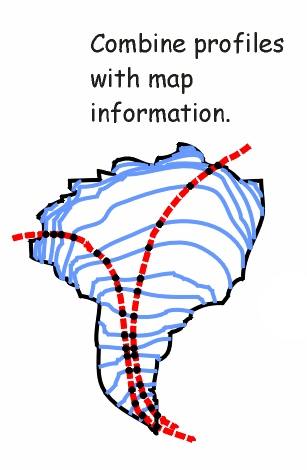 Combine profiles
with map
information.